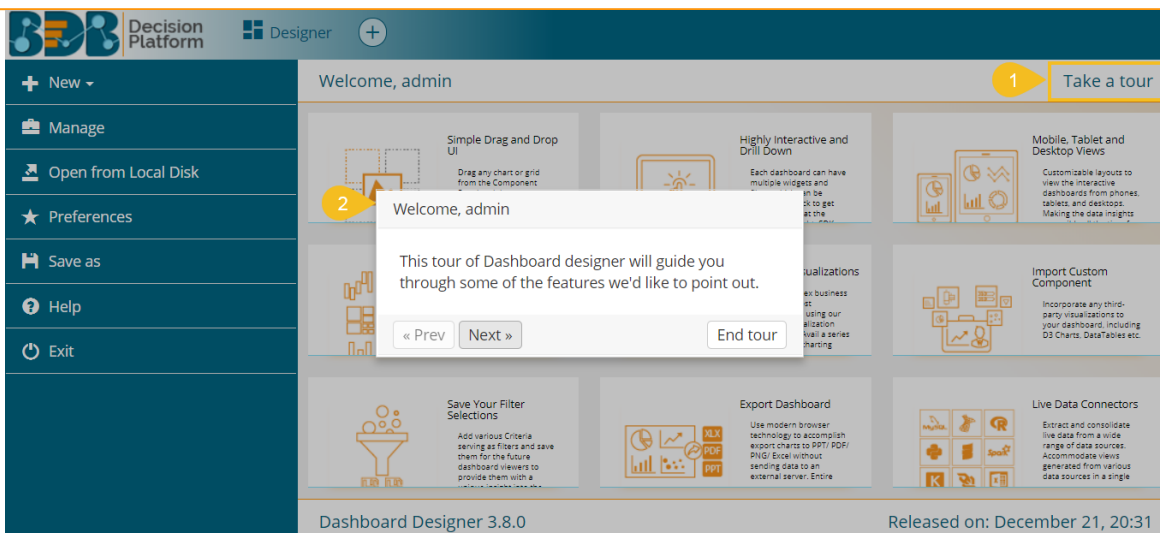 BDB Decision
Platform
Designer
New
Manage
Open from Local Disk
Preferences
Save as
Help
Exit
Welcome, admin
1
Take a tour
Simple Drag and Drop
UI
Drag any chart or grid
from the Component
Highly Interactive and
Drill Down
Each dashboard can have
multiple widgets and
Mobile, Tablet and
Desktop Views
Customizable layouts to
view the interactive
dashboards from phones,
tablets, and desktops.
Making the data insights
2
Welcome, admin
This tour of Dashboard designer will guide you
through some of the features we'd like to point out.
« Prev
Next »
End tour
Import Custom
Component
Incorporate any third-
party visualizations to
your dashboard, including
D3 Charts, DataTables etc.
Save Your Filter
Selections
Add various Criteria
serving as filters and save
them for the future
dashboard viewers to
provide them with a
XLX
PDF
PPT
Export Dashboard
Use modern browser
technology to accomplish
export charts to PPT/ PDF/
PNG/ Excel without
sending data to an
external server. Entire
MySQL
R
Spark
K
Live Data Connectors
Extract and consolidate
live data from a wide
range of data sources.
Accommodate views
generated from various
data sources in a single
Dashboard Designer 3.8.0
Released on: December 21, 20:31